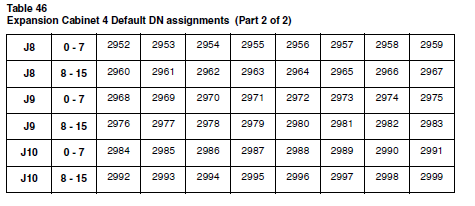 Table 46
Expansion Cabinet 4 Default DN assignments (Part 2 of 2)
J8 0 - 7 2952 2953 2954 2955 2956 2957 2958 2959
J8 8 - 15 2960 2961 2962 2963 2964 2965 2966 2967
J9 0 - 7 2968 2969 2970 2971 2972 2973 2974 2975
J9 8 - 15 2976 2977 2978 2979 2980 2981 2982 2983
J10 0 - 7 2984 2985 2986 2987 2988 2989 2990 2991
J10 8 - 15 2992 2993 2994 2995 2996 2997 2998 2999